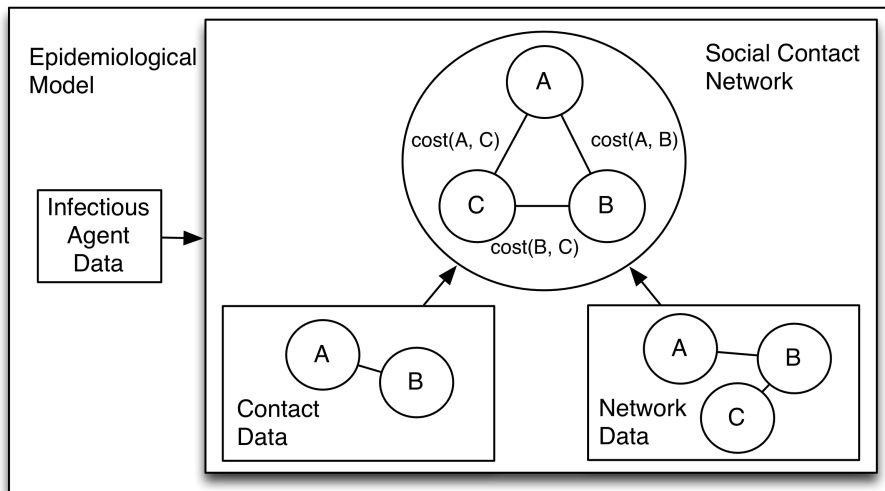 Epidemiological
Model
Social Contact
Network
A
cost(A, C)
cost(A, B)
C
B
cost(B, C)
Infectious
Agent
Data
A
B
Contact
Data
A
B
C
Network
Data